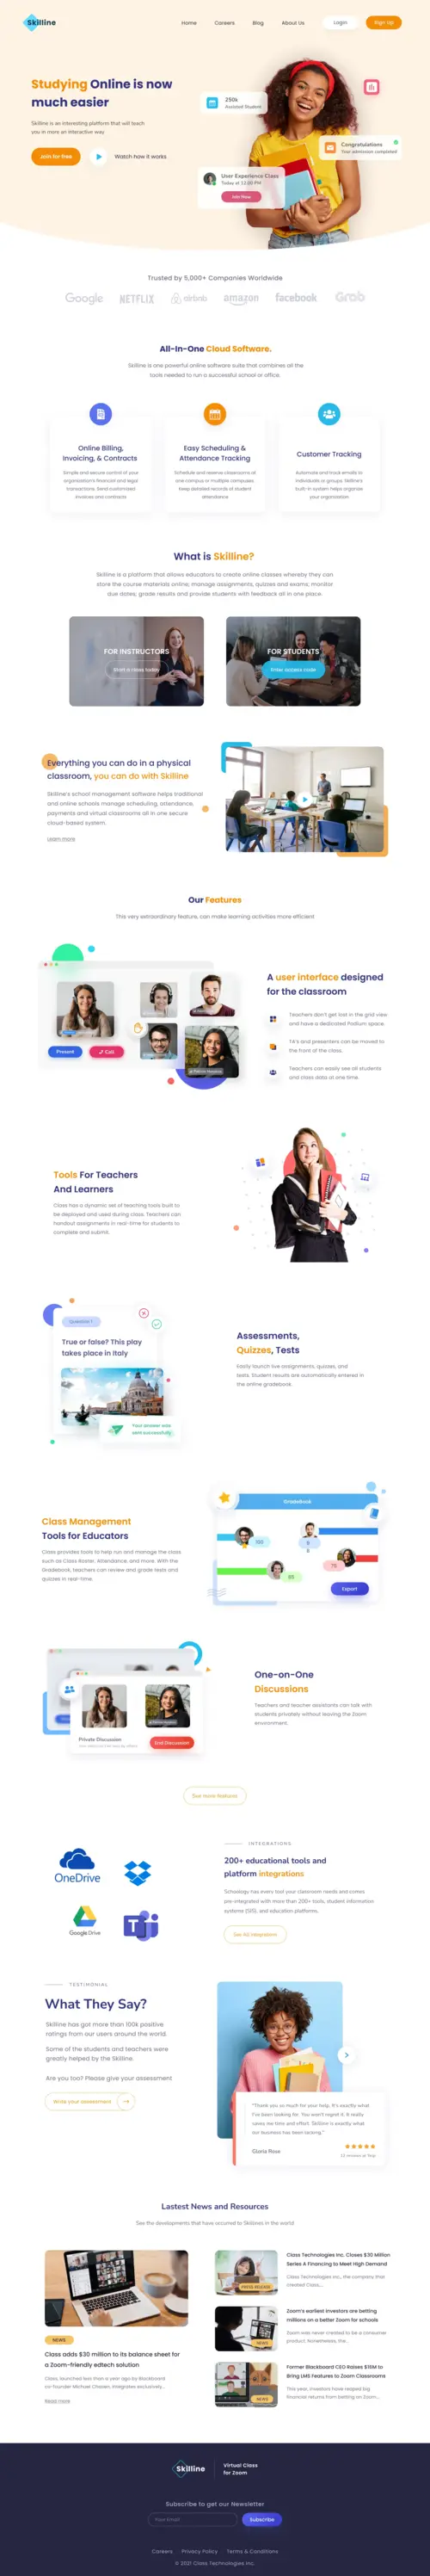 Skilline
Home Careers Blog About Us Login Sign Up
Studying Online is now
much easier
Skilline is an interesting platform that will teach
you in more an interactive way
Join for free Watch how it works
250k
Assisted Student
Congratulations
Your admission completed
User Experience Class
Today at 12.00 PM
Join Now
Trusted by 5,000+ Companies Worldwide
Google NETFLIX airbnb amazon facebook Grab
All-In-One Cloud Software.
Skilline is one powerful online software suite that combines all the
tools needed to run a successful school or office.
Online Billing,
Invoicing, & Contracts
Simple and secure control of your
organization's financial and legal
transactions. Send customized
invoices and contracts
Easy Scheduling &
Attendance Tracking
Schedule and reserve classrooms at
one campus or multiple campuses.
Keep detailed records of student
attendance
Customer Tracking
Automate and track emails to
individuals or groups. Skilline's
built-in system helps organize
your organization
What is Skilline?
Skilline is a platform that allows educators to create online classes whereby they can
store the course materials online; manage assignments, quizzes and exams; monitor
due dates; grade results and provide students with feedback all in one place.
FOR INSTRUCTORS
Start a class today
FOR STUDENTS
Enter access code
Everything you can do in a physical
classroom, you can do with Skilline
Skilline's school management software helps traditional
and online schools manage scheduling, attendance,
payments and virtual classrooms all in one secure
cloud-based system.
Learn more
Our Features
This very extraordinary feature, can make learning activities more efficient
Present Call
A user interface designed
for the classroom
Teachers don't get lost in the grid view
and have a dedicated Podium space.
TA's and presenters can be moved to
the front of the class.
Teachers can easily see all students
and class data at one time.
Tools For Teachers
And Learners
Class has a dynamic set of teaching tools built to
be deployed and used during class. Teachers can
handout assignments in real-time for students to
complete and submit.
Question 1
True or false? This play
takes place in Italy
Your answer was
sent successfully
Assessments,
Quizzes, Tests
Easily launch live assignments, quizzes, and
tests. Student results are automatically entered in
the online gradebook.
Class Management
Tools for Educators
Class provides tools to help run and manage the class
such as Class Roster, Attendance, and more. With the
Gradebook, teachers can review and grade tests and
quizzes in real-time.
GradeBook
100
85
75
Export
Private Discussion
End Discussion
One-on-One
Discussions
Teachers and teacher assistants can talk with
students privately without leaving the Zoom
environment.
See more features
OneDrive
Google Drive
INTEGRATIONS
200+ educational tools and
platform integrations
Schoology has every tool your classroom needs and comes
pre-integrated with more than 200+ tools, student information
systems (SIS), and education platforms.
See All Integrations
TESTIMONIAL
What They Say?
Skilline has got more than 100k positive
ratings from our users around the world.
Some of the students and teachers were
greatly helped by the Skilline.
Are you too? Please give your assessment
Write your assessment
"Thank you so much for your help. It's exactly what
I've been looking for. You won't regret it. It really
saves me time and effort. Skilline is exactly what
our business has been lacking."
Gloria Rose
12 reviews at Yelp
Lastest News and Resources
See the developments that have occurred to Skillines in the world
NEWS
Class adds $30 million to its balance sheet for
a Zoom-friendly edtech solution
Class, launched less than a year ago by Blackboard
co-founder Michael Chasen, integrates exclusively...
Read more
PRESS RELEASE
Class Technologies Inc. Closes $30 Million
Series A Financing to Meet High Demand
Class Technologies Inc., the company that
created Class,...
NEWS
Zoom's earliest investors are betting
millions on a better Zoom for schools
Zoom was never created to be a consumer
product. Nonetheless, the...
NEWS
Former Blackboard CEO Raises $16M to
Bring LMS Features to Zoom Classrooms
This year, investors have reaped big
financial returns from betting on Zoom...
Skilline
Virtual Class
for Zoom
Subscribe to get our Newsletter
Your Email Subscribe
Careers Privacy Policy Terms & Conditions
© 2021 Class Technologies Inc.